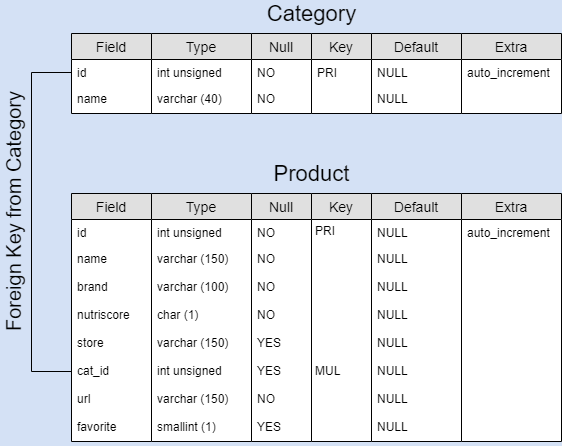 Category
Field Type Null Key Default Extra
id int unsigned NO PRI NULL auto_increment
name varchar (40) NO NULL
Foreign Key from Category
Product
Field Type Null Key Default Extra
id int unsigned NO PRI NULL auto_increment
name varchar (150) NO NULL
brand varchar (100) NO NULL
nutriscore char (1) NO NULL
store varchar (150) YES NULL
cat_id int unsigned YES MUL NULL
url varchar (150) NO NULL
favorite smallint (1) YES NULL